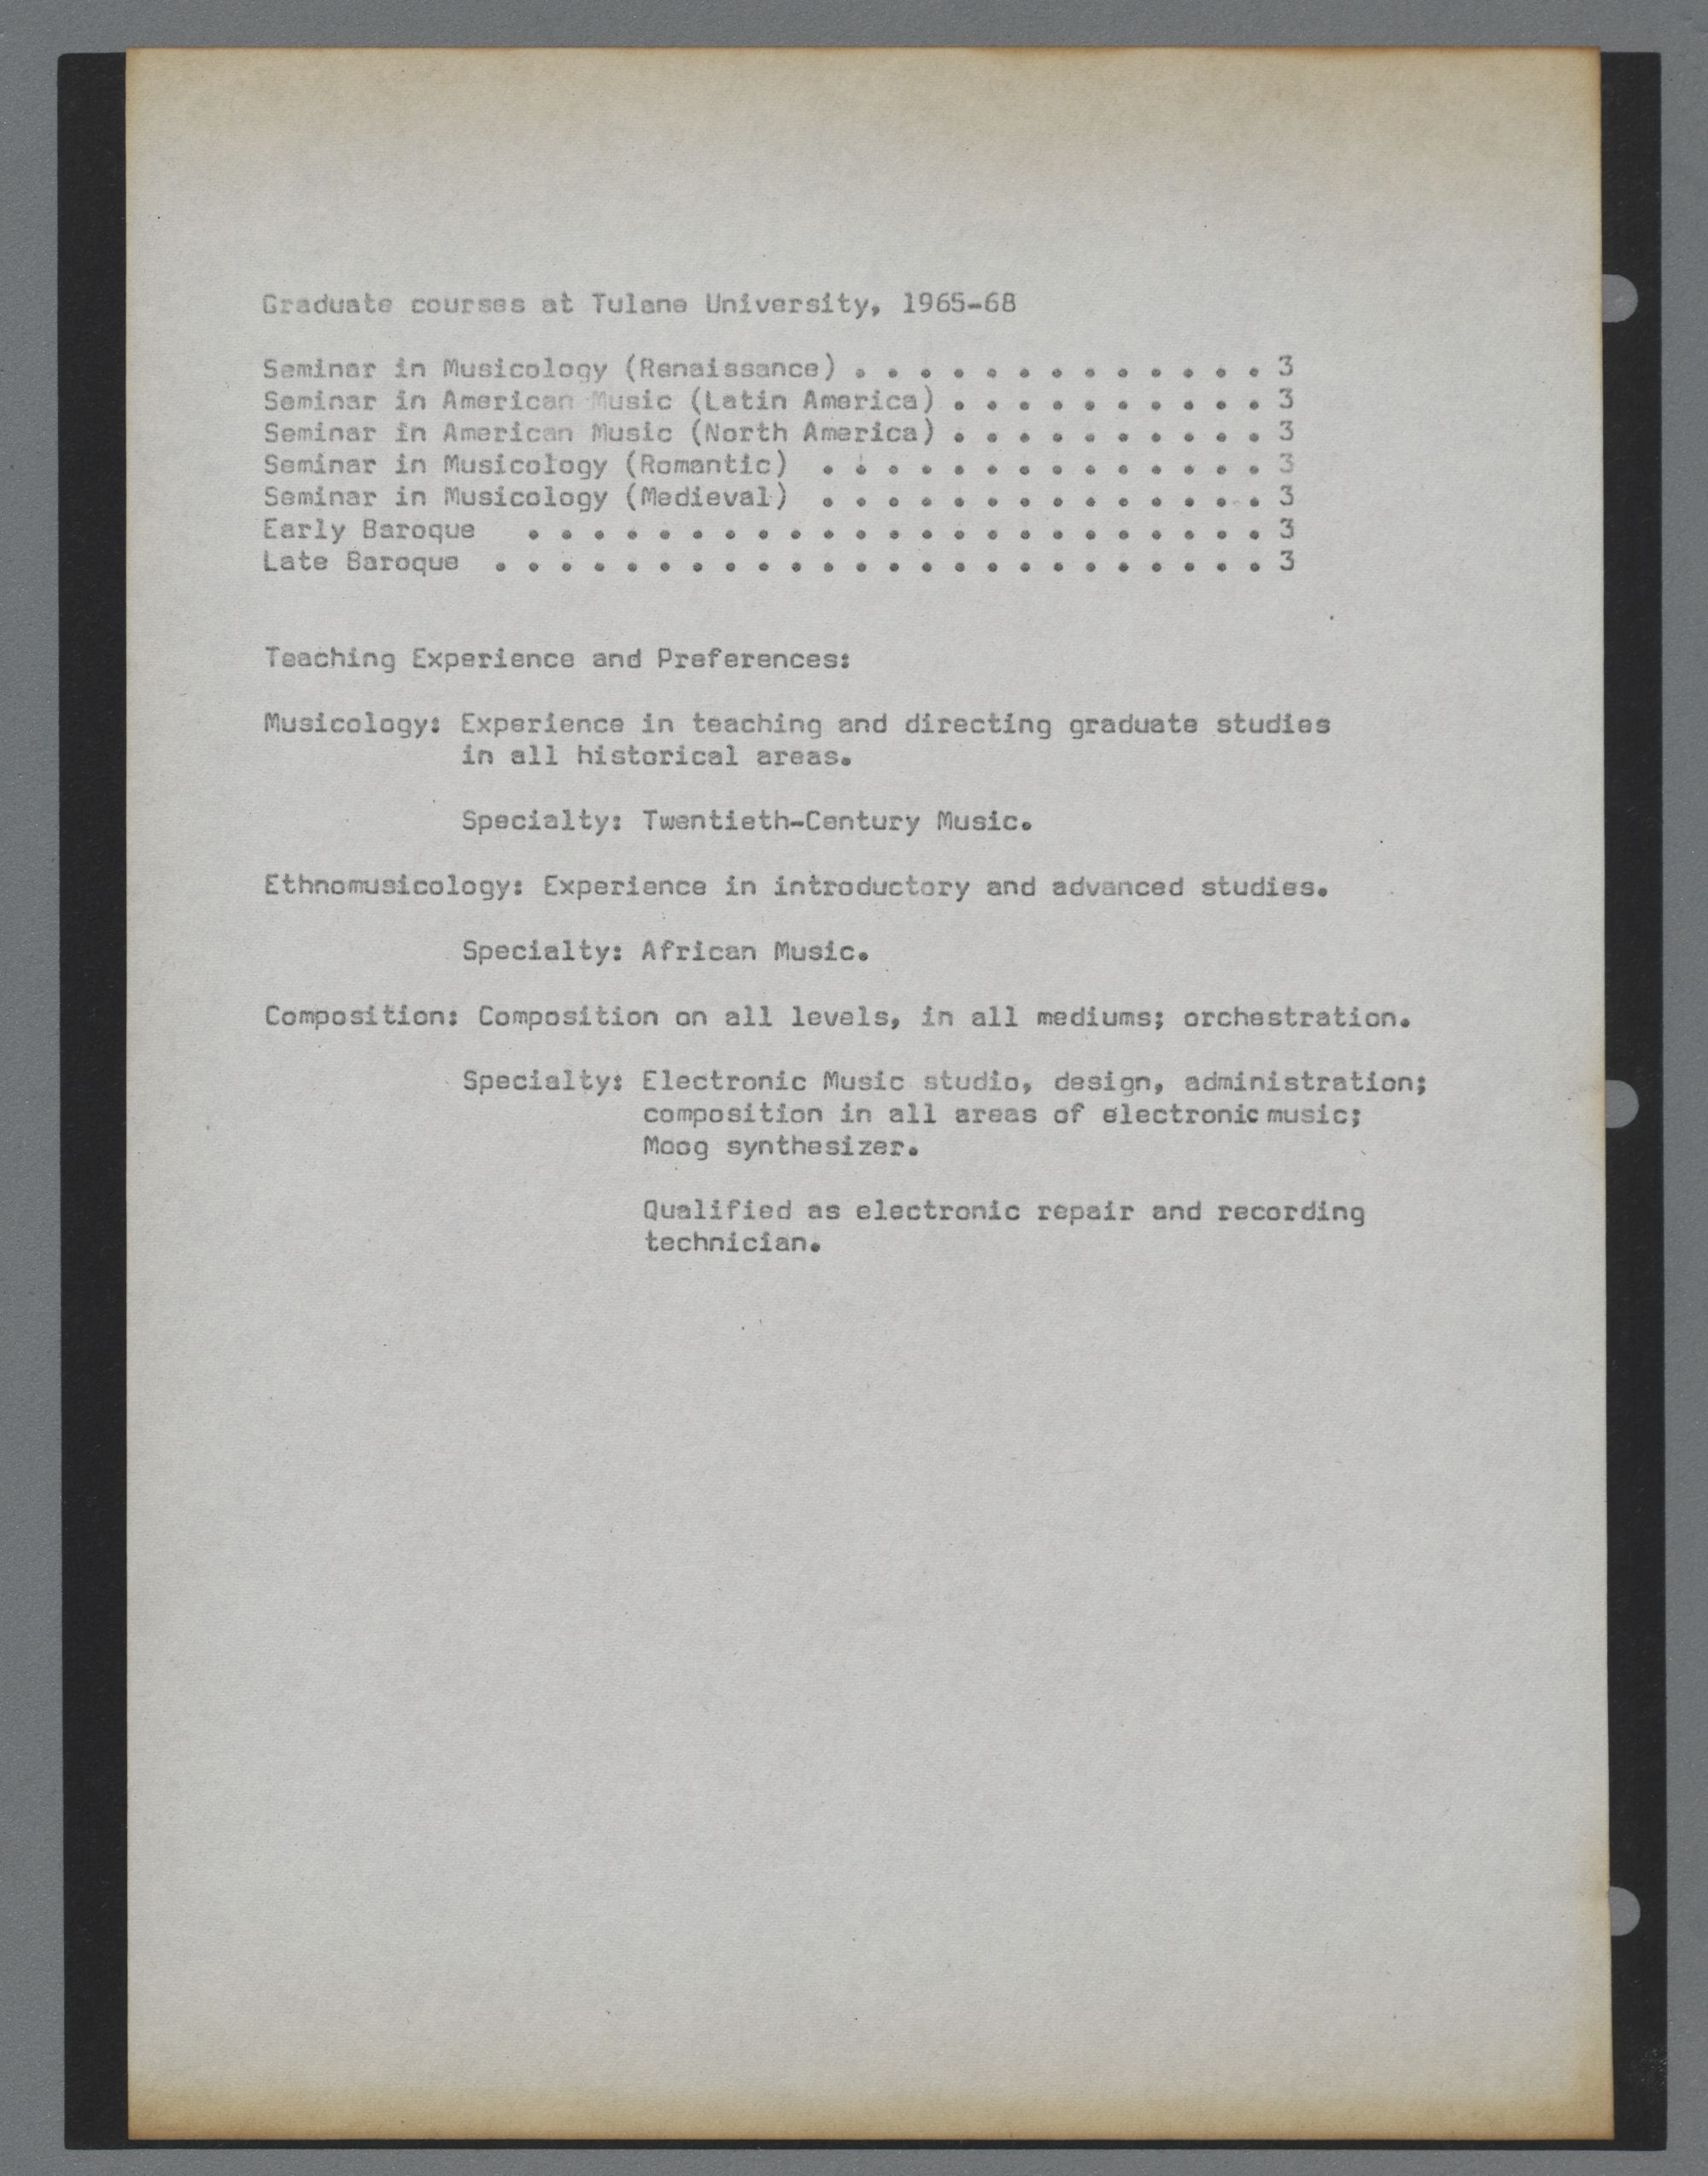 Graduate courses at Tulane University, 1965-68
Seminar in Musicology (Renaissance) . . . . . . . . . . . . . 3
Seminar in American Music (Latin America) . . . . . . . . . . 3
Seminar in American Music (North America) . . . . . . . . . . 3
Seminar in Musicology (Romantic) . . . . . . . . . . . . . . 3
Seminar in Musicology (Medieval) . . . . . . . . . . . . . . 3
Early Baroque . . . . . . . . . . . . . . . . . . . . . . . 3
Late Baroque . . . . . . . . . . . . . . . . . . . . . . . . 3
Teaching Experience and Preferences:
Musicology: Experience in teaching and directing graduate studies
in all historical areas.
Specialty: Twentieth-Century Music.
Ethnomusicology: Experience in introductory and advanced studies.
Specialty: African Music.
Composition: Composition on all levels, in all mediums; orchestration.
Specialty: Electronic Music studio, design, administration;
composition in all areas of electronic music;
Moog synthesizer.
Qualified as electronic repair and recording
technician.